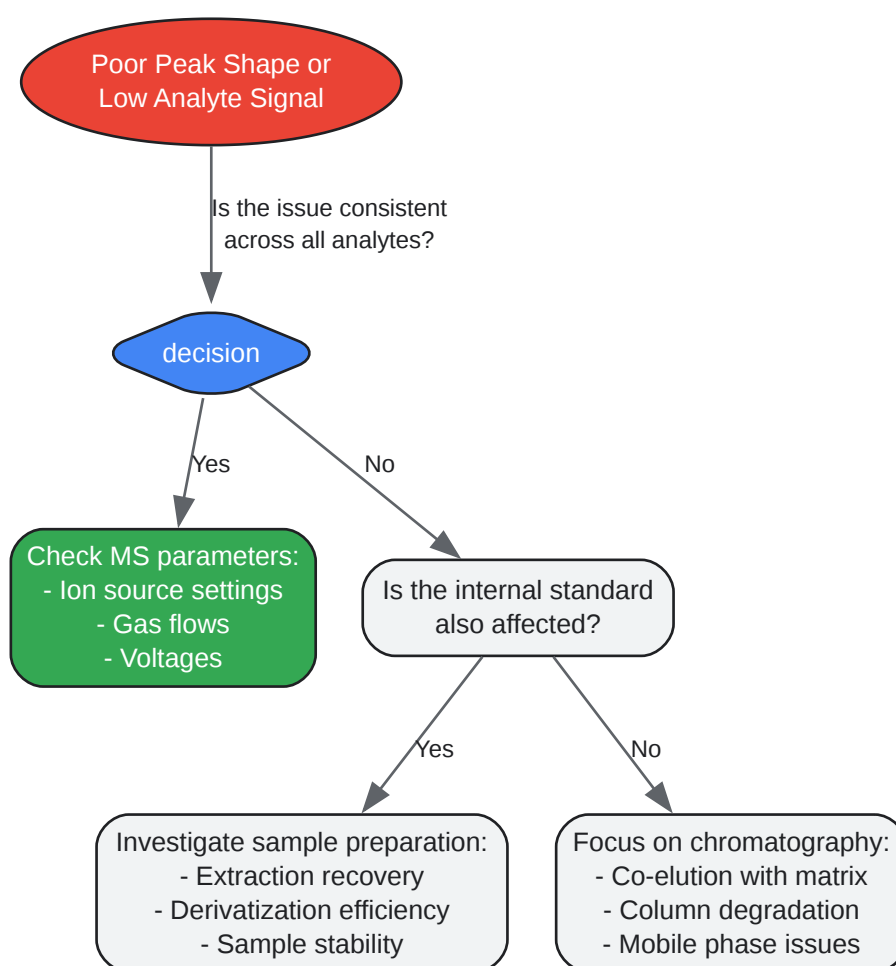 Poor Peak Shape or
Low Analyte Signal
Is the issue consistent
across all analytes?
decision
Yes
No
Check MS parameters:
- Ion source settings
- Gas flows
- Voltages
Is the internal standard
also affected?
Yes
No
Investigate sample preparation:
- Extraction recovery
- Derivatization efficiency
- Sample stability
Focus on chromatography:
- Co-elution with matrix
- Column degradation
- Mobile phase issues